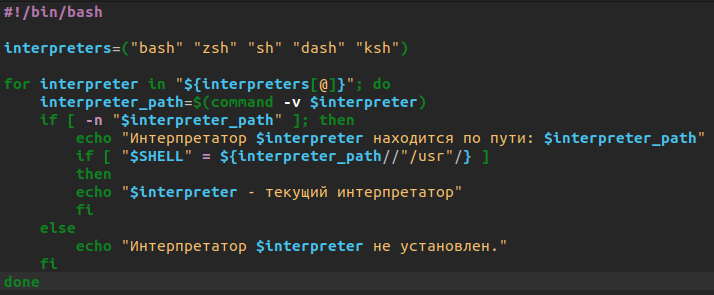 #!/bin/bash

interpreters=("bash" "zsh" "sh" "dash" "ksh")

for interpreter in "${interpreters[@]}"; do
    interpreter_path=$(command -v $interpreter)
    if [ -n "$interpreter_path" ]; then
        echo "Интерпретатор $interpreter находится по пути: $interpreter_path"
        if [ "$SHELL" = ${interpreter_path//"/usr"/} ]
        then
        echo "$interpreter - текущий интерпретатор"
        fi
    else
        echo "Интерпретатор $interpreter не установлен."
    fi
done